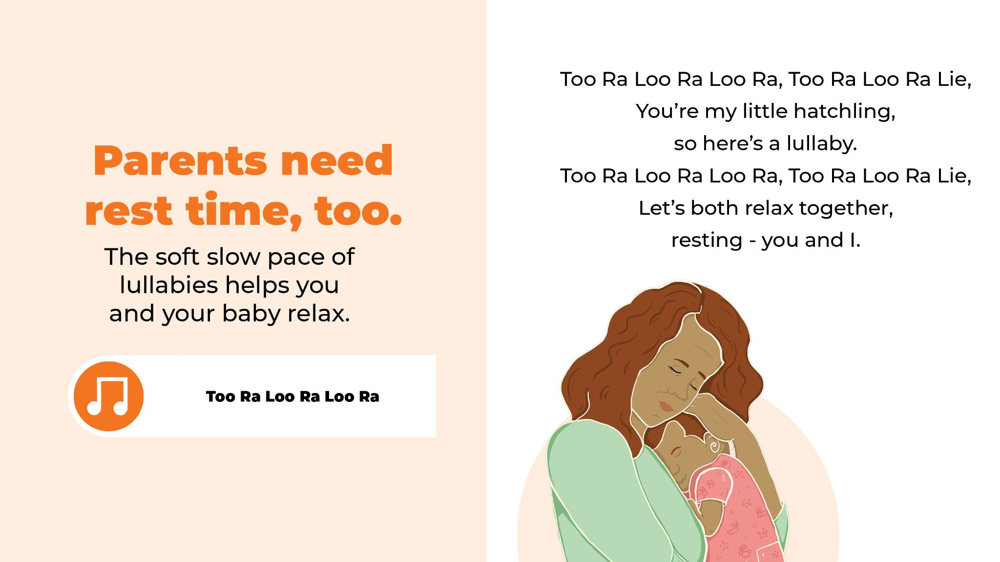 Parents need
rest time, too.
The soft slow pace of
lullabies helps you
and your baby relax.
Too Ra Loo Ra Loo Ra
Too Ra Loo Ra Loo Ra, Too Ra Loo Ra Lie,
You’re my little hatchling,
so here’s a lullaby.
Too Ra Loo Ra Loo Ra, Too Ra Loo Ra Lie,
Let’s both relax together,
resting - you and I.